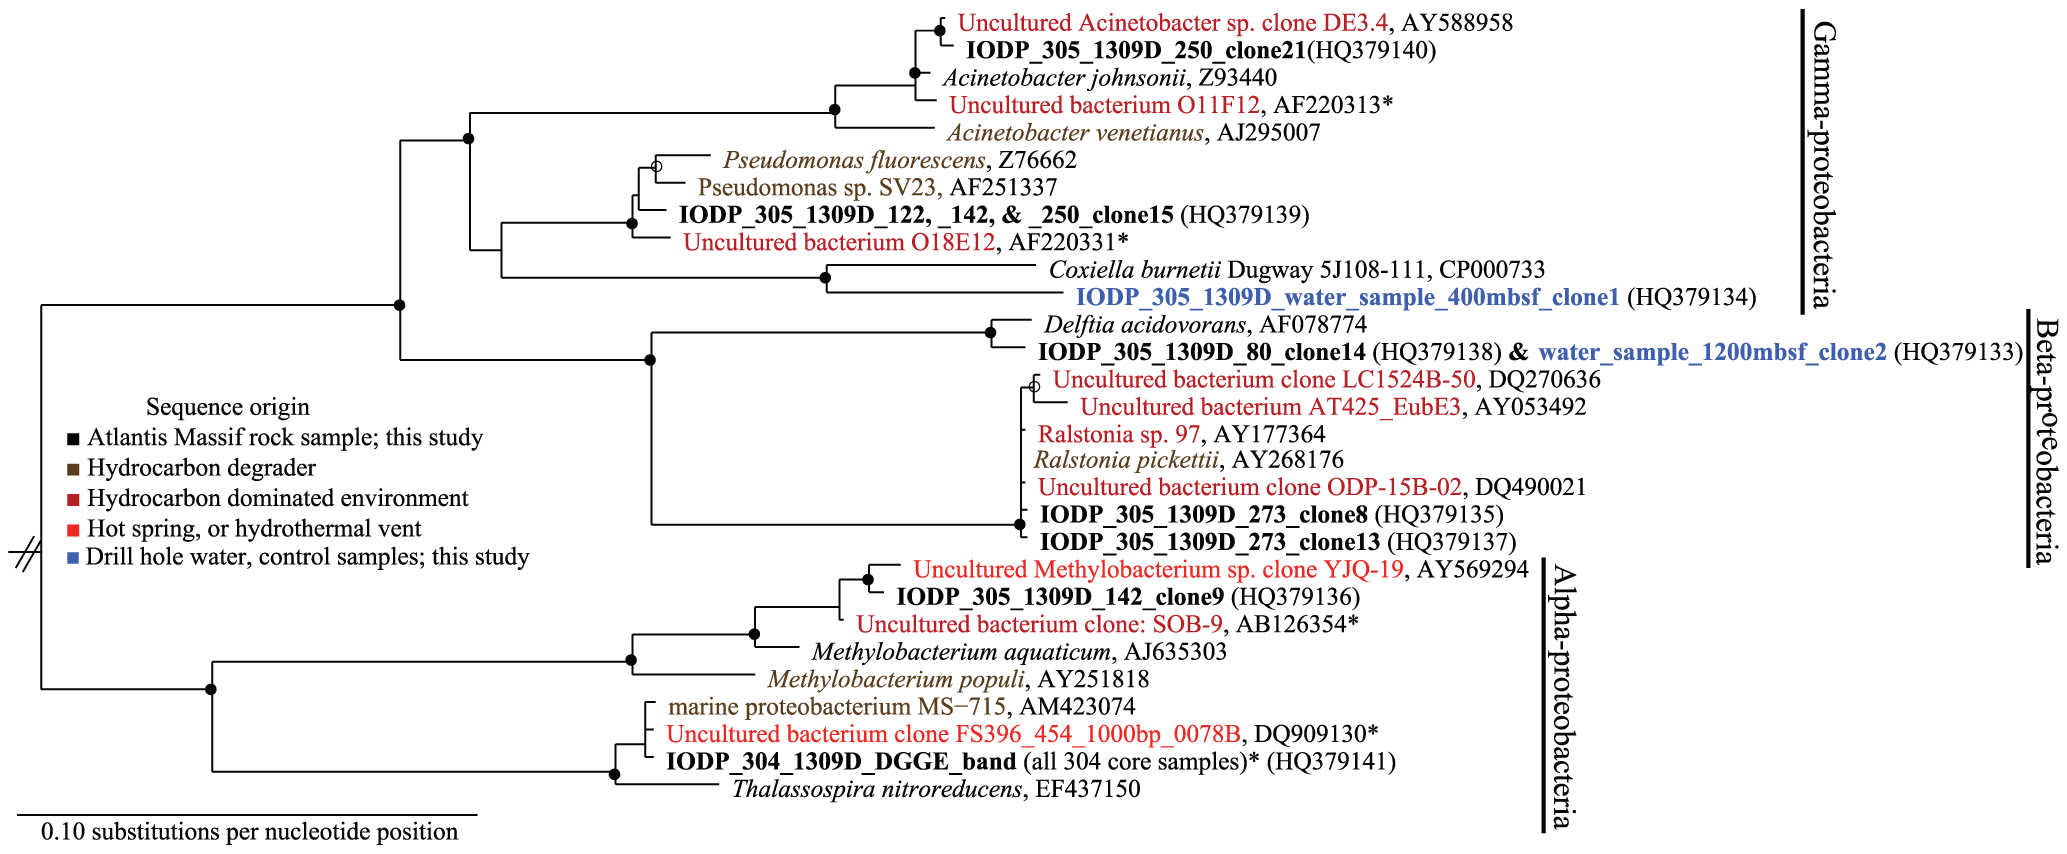 Uncultured Acinetobacter sp. clone DE3.4, AY588958
IODP_305_1309D_250_clone21(HQ379140)
Acinetobacter johnsonii, Z93440
Uncultured bacterium O11F12, AF220313*
Acinetobacter venetianus, AJ295007
Pseudomonas fluorescens, Z76662
Pseudomonas sp. SV23, AF251337
IODP_305_1309D_122, _142, & _250_clone15 (HQ379139)
Uncultured bacterium O18E12, AF220331*
Coxiella burnetii Dugway 5J108-111, CP000733
IODP_305_1309D_water_sample_400mbsf_clone1 (HQ379134)
Gamma-proteobacteria
Delftia acidovorans, AF078774
IODP_305_1309D_80_clone14 (HQ379138) & water_sample_1200mbsf_clone2 (HQ379133)
Uncultured bacterium clone LC1524B-50, DQ270636
Uncultured bacterium AT425_EubE3, AY053492
Ralstonia sp. 97, AY177364
Ralstonia pickettii, AY268176
Uncultured bacterium clone ODP-15B-02, DQ490021
IODP_305_1309D_273_clone8 (HQ379135)
IODP_305_1309D_273_clone13 (HQ379137)
Beta-proteobacteria
Uncultured Methylobacterium sp. clone YJQ-19, AY569294
IODP_305_1309D_142_clone9 (HQ379136)
Uncultured bacterium clone: SOB-9, AB126354*
Methylobacterium aquaticum, AJ635303
Methylobacterium populi, AY251818
marine proteobacterium MS−715, AM423074
Uncultured bacterium clone FS396_454_1000bp_0078B, DQ909130*
IODP_304_1309D_DGGE_band (all 304 core samples)* (HQ379141)
Thalassospira nitroreducens, EF437150
Alpha-proteobacteria
Sequence origin
Atlantis Massif rock sample; this study
Hydrocarbon degrader
Hydrocarbon dominated environment
Hot spring, or hydrothermal vent
Drill hole water, control samples; this study
0.10 substitutions per nucleotide position